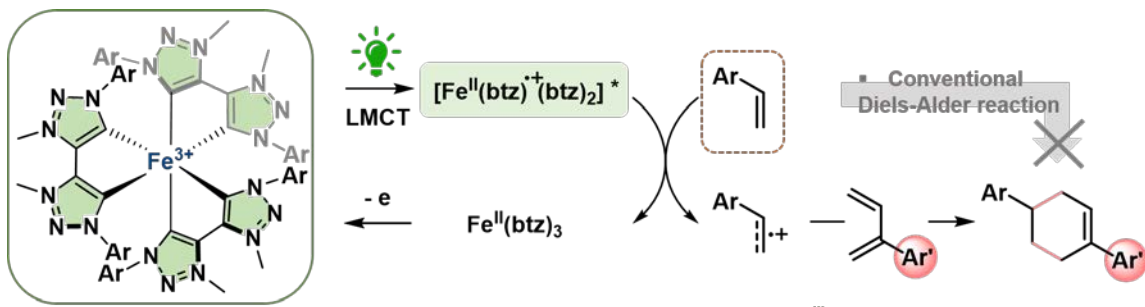 N N
Ar N
Ar N
N N N
N N
N Ar
Fe³⁺
N Ar
N N Ar
N N N
Ar N N
Ar N N
N
LMCT
[Feᴵᴵ(btz)•⁺(btz)₂] *
Ar
▪ Conventional
Diels-Alder reaction
- e
Feᴵᴵ(btz)₃
Ar
•+
Ar'
Ar
Ar'